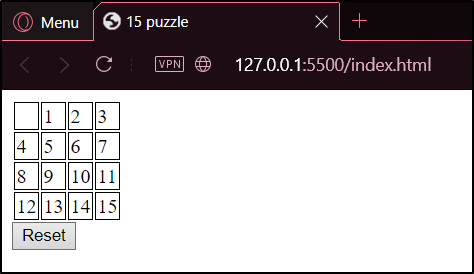 Menu
15 puzzle
VPN
127.0.0.1:5500/index.html
1 2 3
4 5 6 7
8 9 10 11
12 13 14 15
Reset